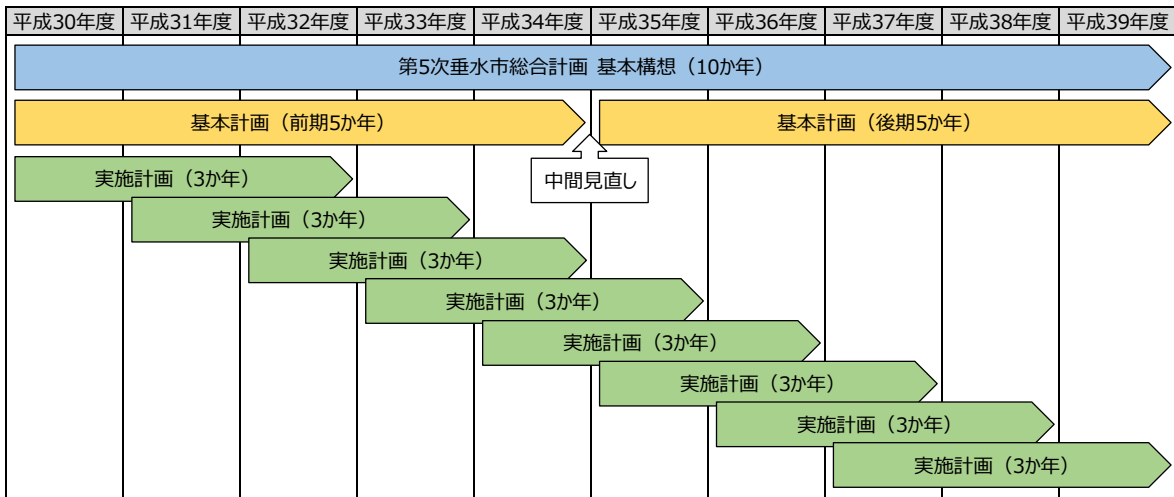 平成30年度 平成31年度 平成32年度 平成33年度 平成34年度 平成35年度 平成36年度 平成37年度 平成38年度 平成39年度
第5次垂水市総合計画 基本構想（10か年）
基本計画（前期5か年） 基本計画（後期5か年）
中間見直し
実施計画（3か年）
実施計画（3か年）
実施計画（3か年）
実施計画（3か年）
実施計画（3か年）
実施計画（3か年）
実施計画（3か年）
実施計画（3か年）